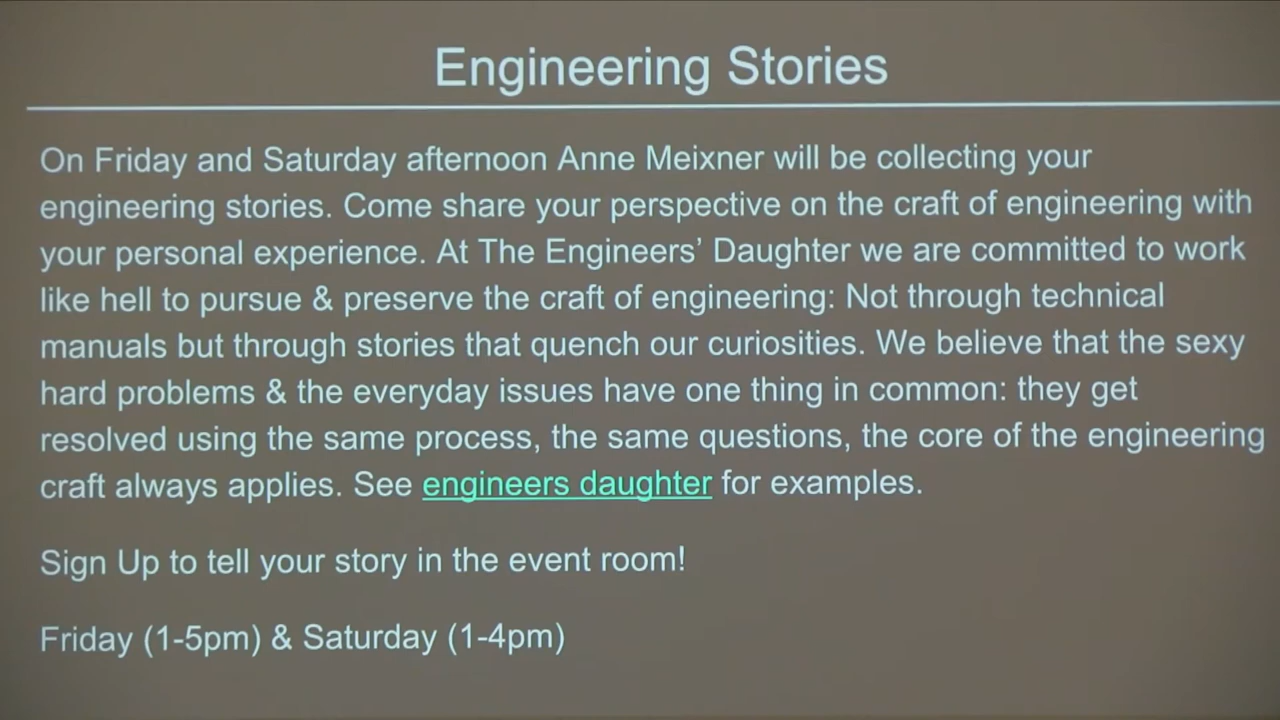 Engineering Stories
On Friday and Saturday afternoon Anne Meixner will be collecting your
engineering stories. Come share your perspective on the craft of engineering with
your personal experience. At The Engineers’ Daughter we are committed to work
like hell to pursue & preserve the craft of engineering: Not through technical
manuals but through stories that quench our curiosities. We believe that the sexy
hard problems & the everyday issues have one thing in common: they get
resolved using the same process, the same questions, the core of the engineering
craft always applies. See engineers daughter for examples.
Sign Up to tell your story in the event room!
Friday (1-5pm) & Saturday (1-4pm)